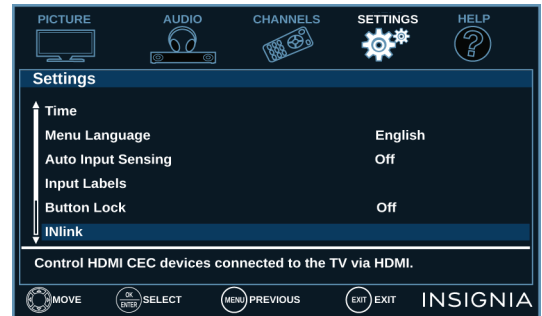 PICTURE AUDIO CHANNELS SETTINGS HELP
Settings
Time
Menu Language English
Auto Input Sensing Off
Input Labels
Button Lock Off
INlink
Control HDMI CEC devices connected to the TV via HDMI.
MOVE OK ENTER SELECT MENU PREVIOUS EXIT EXIT INSIGNIA